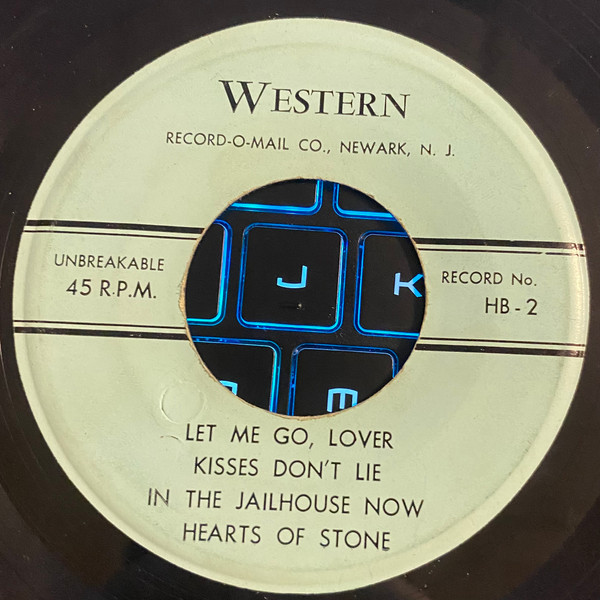 WESTERN
RECORD-O-MAIL CO., NEWARK, N. J.
UNBREAKABLE
45 R.P.M.
RECORD No.
HB-2
J
K
M
LET ME GO, LOVER
KISSES DON'T LIE
IN THE JAILHOUSE NOW
HEARTS OF STONE